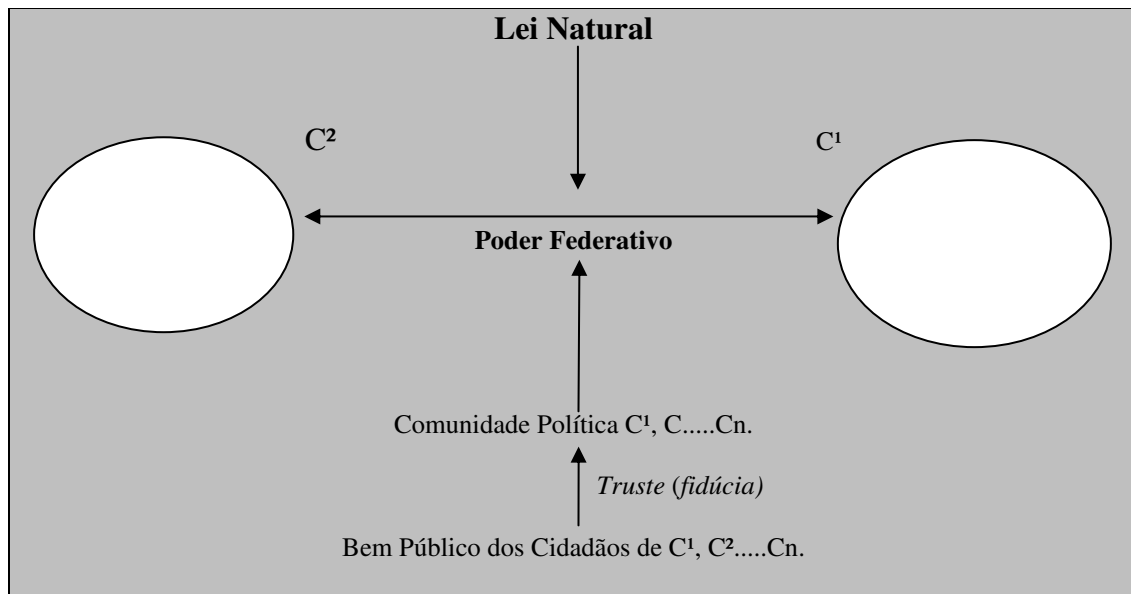 Lei Natural
C²
C¹
Poder Federativo
Comunidade Política C¹, C.....Cn.
Truste (fidúcia)
Bem Público dos Cidadãos de C¹, C².....Cn.